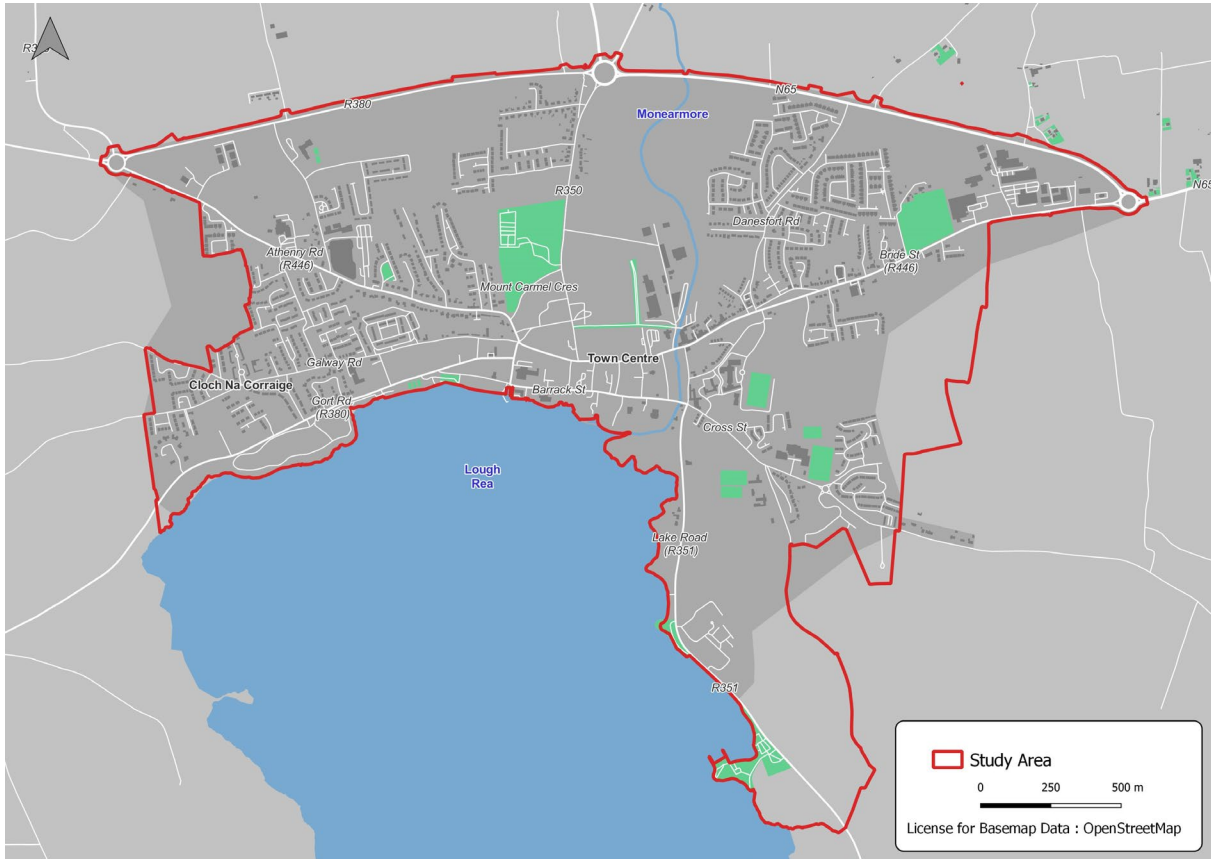 R380
N65
Monearmore
N65
R350
Danesfort Rd
Athenry Rd
(R446)
Bride St
(R446)
Mount Carmel Cres
Town Centre
Galway Rd
Cloch Na Corraige
Barrack St
Gort Rd
(R380)
Cross St
Lough
Rea
Lake Road
(R351)
R351
Study Area
0 250 500 m
License for Basemap Data : OpenStreetMap